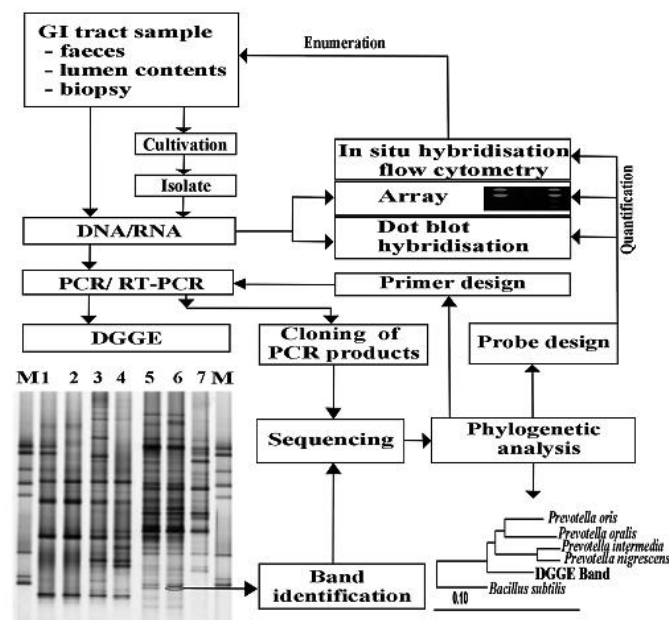 GI tract sample
- faeces
- lumen contents
- biopsy
Enumeration
Cultivation
Isolate
In situ hybridisation
flow cytometry
Array
Dot blot
hybridisation
Quantification
DNA/RNA
PCR/ RT-PCR
Primer design
DGGE
Cloning of
PCR products
Probe design
M 1 2 3 4 5 6 7 M
Sequencing
Phylogenetic
analysis
Band
identification
Prevotella oris
Prevotella oralis
Prevotella intermedia
Prevotella nigrescens
DGGE Band
Bacillus subtilis
0.10